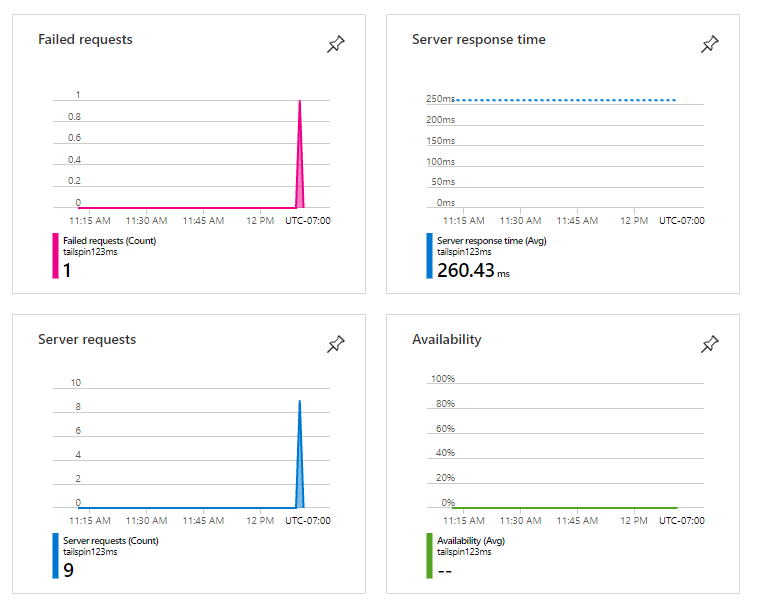 Failed requests
1
0.8
0.6
0.4
0.2
0
11:15 AM 11:30 AM 11:45 AM 12 PM UTC-07:00
Failed requests (Count)
tailspin123ms
1
Server response time
250ms
200ms
150ms
100ms
50ms
0ms
11:15 AM 11:30 AM 11:45 AM 12 PM UTC-07:00
Server response time (Avg)
tailspin123ms
260.43 ms
Server requests
10
8
6
4
2
0
11:15 AM 11:30 AM 11:45 AM 12 PM UTC-07:00
Server requests (Count)
tailspin123ms
9
Availability
100%
80%
60%
40%
20%
0%
11:15 AM 11:30 AM 11:45 AM 12 PM UTC-07:00
Availability (Avg)
tailspin123ms
--